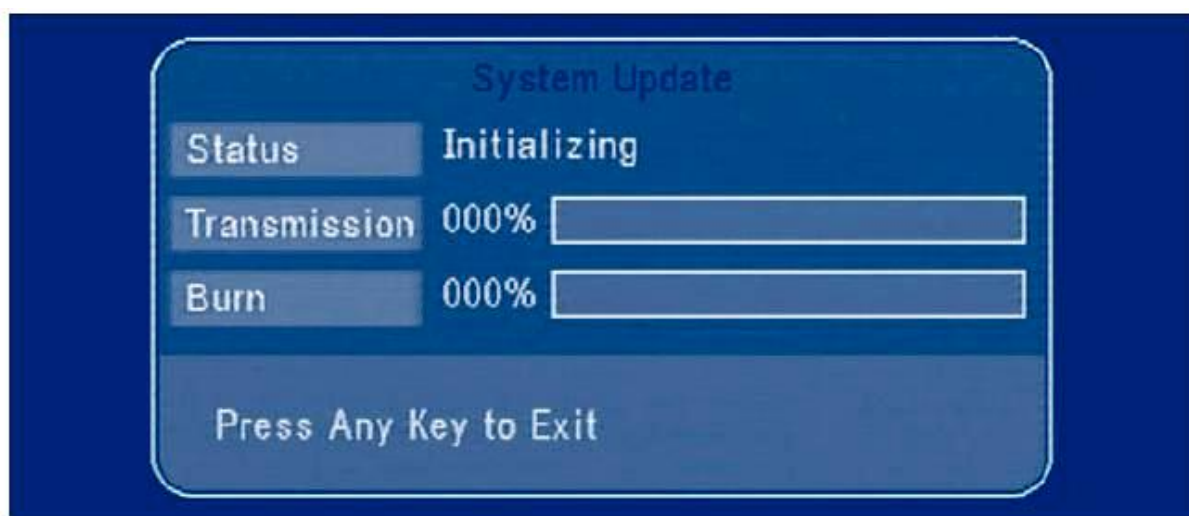 System Update
Status Initializing
Transmission 000%
Burn 000%
Press Any Key to Exit